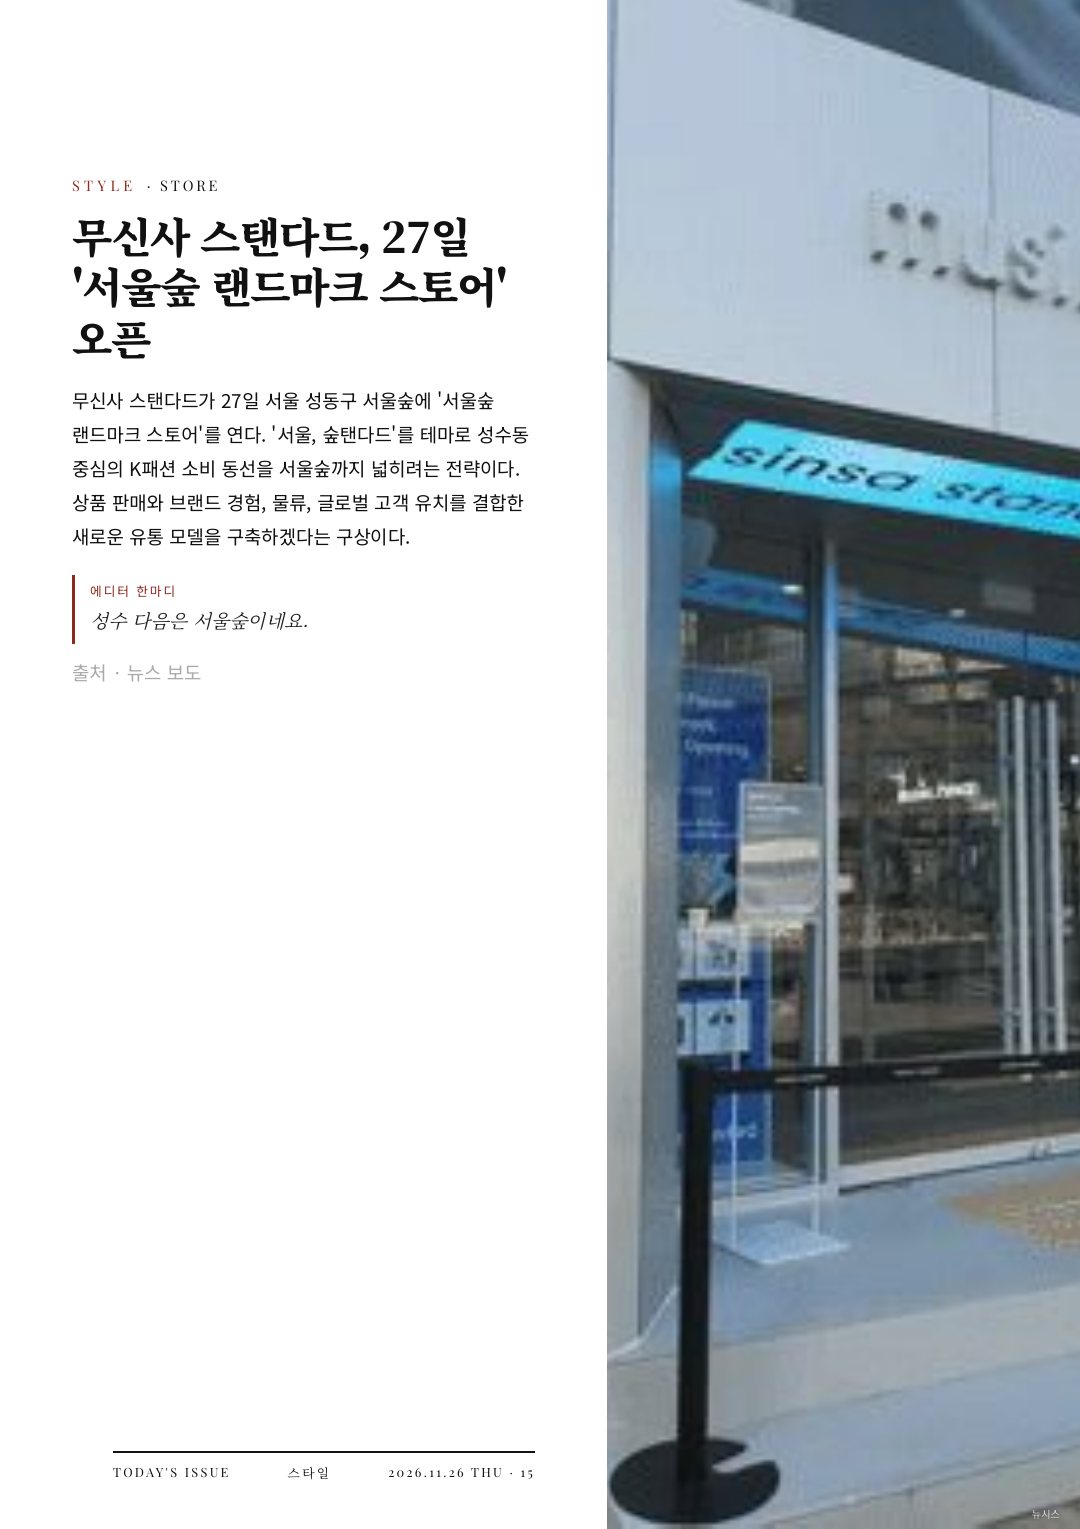 STYLE · STORE
무신사 스탠다드, 27일
'서울숲 랜드마크 스토어'
오픈
무신사 스탠다드가 27일 서울 성동구 서울숲에 '서울숲
랜드마크 스토어'를 연다. '서울, 숲탠다드'를 테마로 성수동
중심의 K패션 소비 동선을 서울숲까지 넓히려는 전략이다.
상품 판매와 브랜드 경험, 물류, 글로벌 고객 유치를 결합한
새로운 유통 모델을 구축하겠다는 구상이다.
에디터 한마디
성수 다음은 서울숲이네요.
출처 · 뉴스 보도
TODAY'S ISSUE 스타일 2026.11.26 THU · 15
mus
sinsa stan
Opening
뉴시스